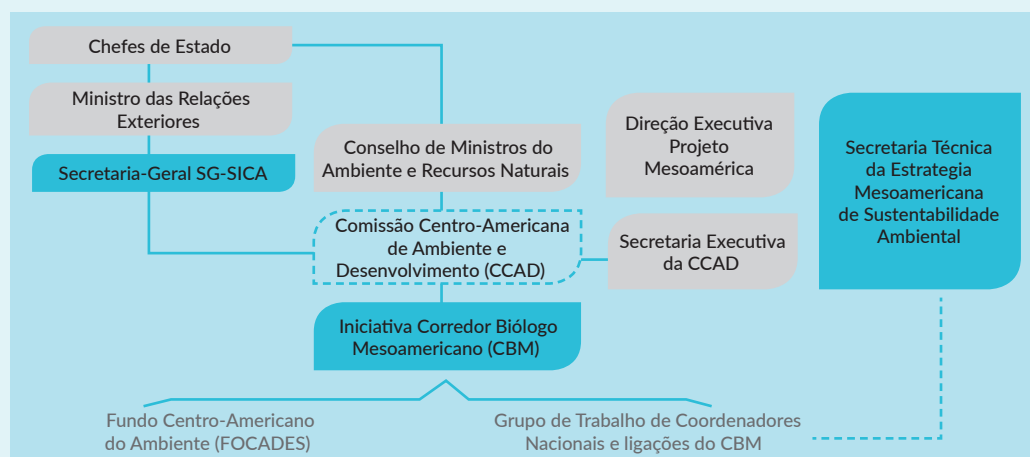 Chefes de Estado
Ministro das Relações
Exteriores
Secretaria-Geral SG-SICA
Conselho de Ministros do
Ambiente e Recursos Naturais
Comissão Centro-Americana
de Ambiente e
Desenvolvimento (CCAD)
Iniciativa Corredor Biólogo
Mesoamericano (CBM)
Direção Executiva
Projeto
Mesoamérica
Secretaria Executiva
da CCAD
Secretaria Técnica
da Estrategia
Mesoamericana
de Sustentabilidade
Ambiental
Fundo Centro-Americano
do Ambiente (FOCADES)
Grupo de Trabalho de Coordenadores
Nacionais e ligações do CBM